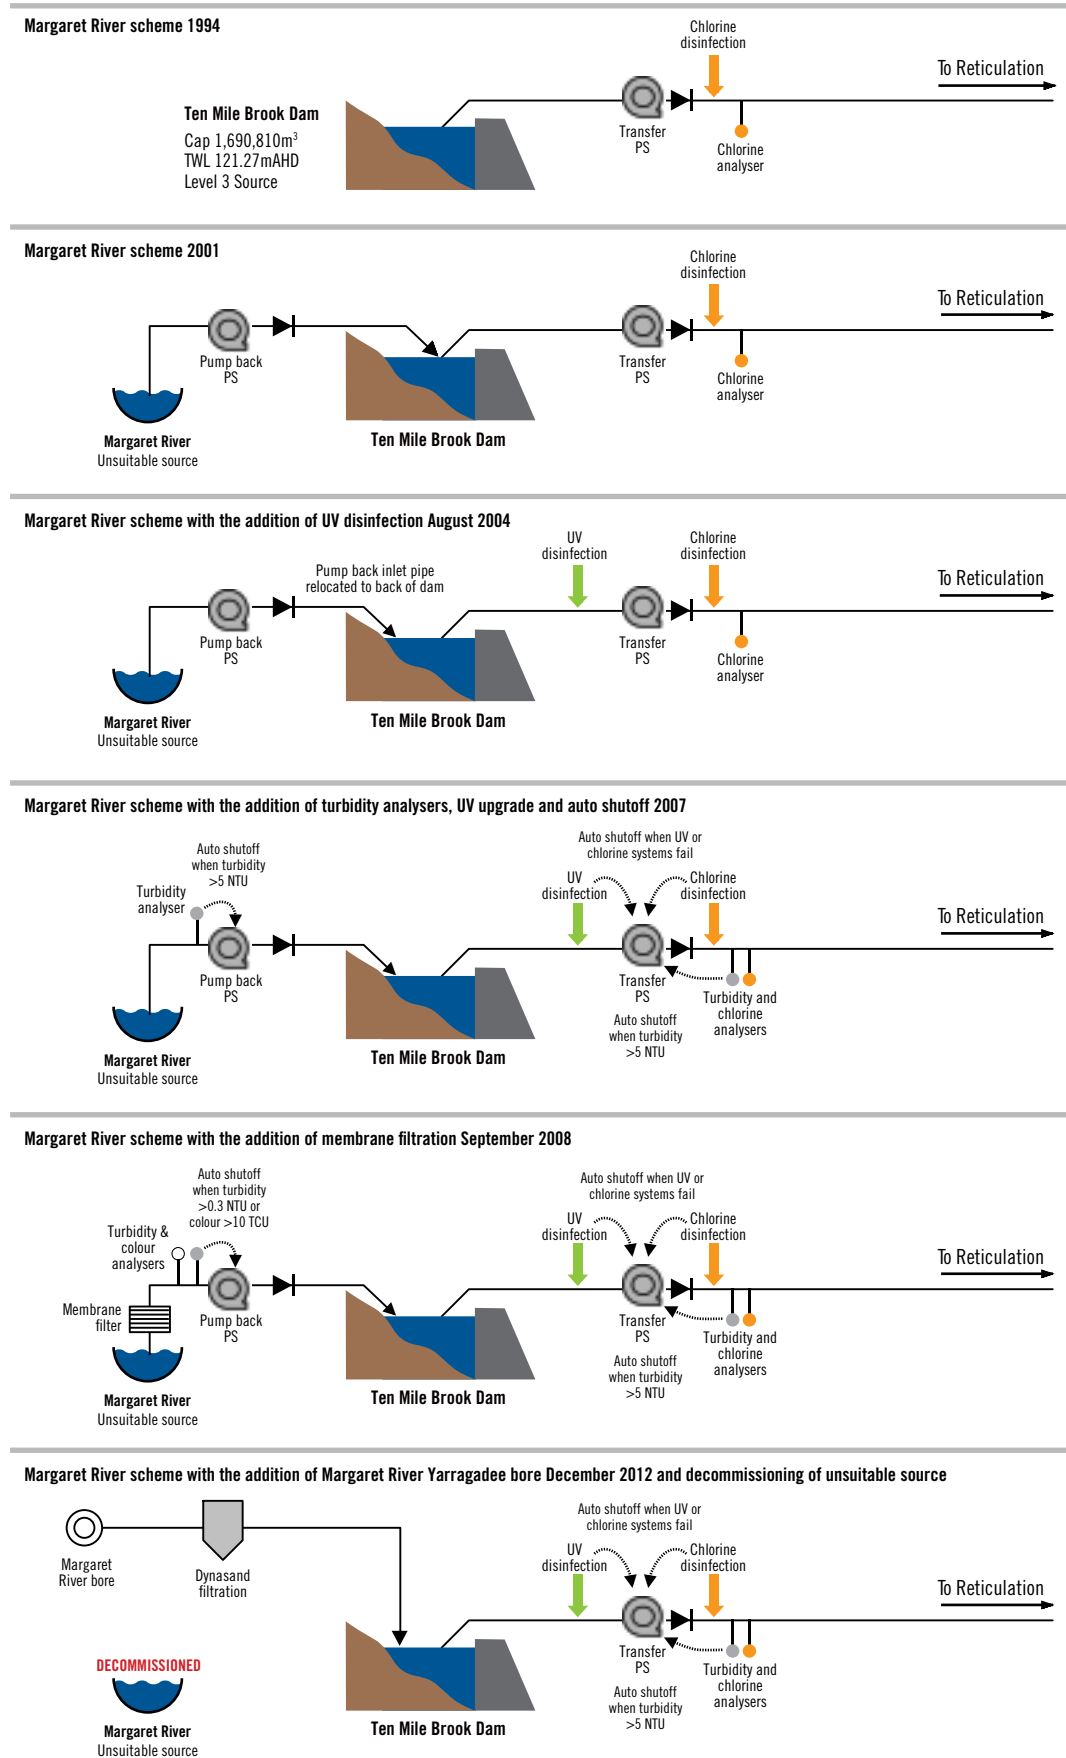 Margaret River scheme 1994
Chlorine
disinfection
To Reticulation
Ten Mile Brook Dam
Cap 1,690,810m³
TWL 121.27mAHD
Level 3 Source
Transfer
PS
Chlorine
analyser
Margaret River scheme 2001
Chlorine
disinfection
To Reticulation
Pump back
PS
Transfer
PS
Chlorine
analyser
Margaret River
Unsuitable source
Ten Mile Brook Dam
Margaret River scheme with the addition of UV disinfection August 2004
UV
disinfection
Chlorine
disinfection
Pump back inlet pipe
relocated to back of dam
To Reticulation
Pump back
PS
Transfer
PS
Chlorine
analyser
Margaret River
Unsuitable source
Ten Mile Brook Dam
Margaret River scheme with the addition of turbidity analysers, UV upgrade and auto shutoff 2007
Auto shutoff
when turbidity
>5 NTU
Auto shutoff when UV or
chlorine systems fail
Turbidity
analyser
UV
disinfection
Chlorine
disinfection
To Reticulation
Pump back
PS
Transfer
PS
Turbidity and
chlorine
analysers
Auto shutoff
when turbidity
>5 NTU
Margaret River
Unsuitable source
Ten Mile Brook Dam
Margaret River scheme with the addition of membrane filtration September 2008
Auto shutoff
when turbidity
>0.3 NTU or
colour >10 TCU
Auto shutoff when UV or
chlorine systems fail
Turbidity &
colour
analysers
UV
disinfection
Chlorine
disinfection
To Reticulation
Membrane
filter
Pump back
PS
Transfer
PS
Turbidity and
chlorine
analysers
Auto shutoff
when turbidity
>5 NTU
Margaret River
Unsuitable source
Ten Mile Brook Dam
Margaret River scheme with the addition of Margaret River Yarragadee bore December 2012 and decommissioning of unsuitable source
Auto shutoff when UV or
chlorine systems fail
Margaret
River bore
Dynasand
filtration
UV
disinfection
Chlorine
disinfection
To Reticulation
DECOMMISSIONED
Transfer
PS
Turbidity and
chlorine
analysers
Auto shutoff
when turbidity
>5 NTU
Margaret River
Unsuitable source
Ten Mile Brook Dam